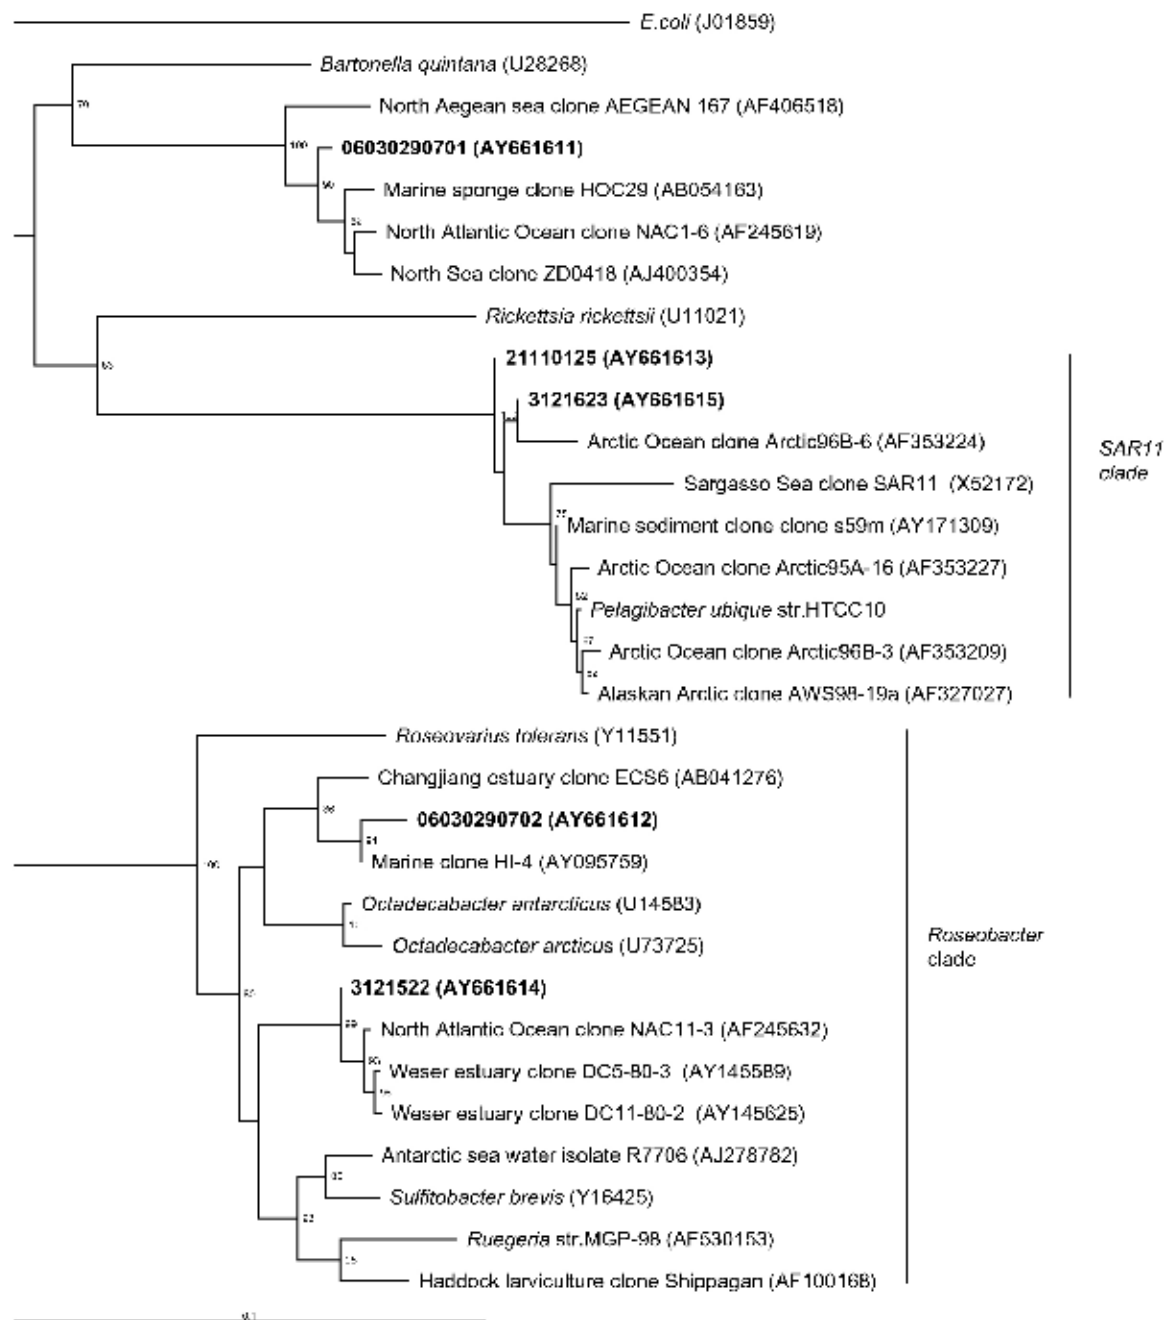 E.coli (J01859)
Bartonella quintana (U28268)
North Aegean sea clone AEGEAN 167 (AF406518)
100
06030290701 (AY661611)
Marine sponge clone HOC29 (AB054163)
North Atlantic Ocean clone NAC1-6 (AF245619)
North Sea clone ZD0418 (AJ400354)
Rickettsia rickettsii (U11021)
21110125 (AY661613)
3121623 (AY661615)
Arctic Ocean clone Arctic96B-6 (AF353224)
SAR11
clade
Sargasso Sea clone SAR11 (X52172)
Marine sediment clone clone s59m (AY171309)
Arctic Ocean clone Arctic95A-16 (AF353227)
Pelagibacter ubique str.HTCC10
Arctic Ocean clone Arctic96B-3 (AF353209)
Alaskan Arctic clone AWS98-19a (AF327027)
Roseovarius tolerans (Y11551)
Changjiang estuary clone ECS6 (AB041276)
06030290702 (AY661612)
Marine clone HI-4 (AY095759)
100
Octadecabacter antarcticus (U14583)
Octadecabacter arcticus (U73725)
Roseobacter
clade
3121522 (AY661614)
North Atlantic Ocean clone NAC11-3 (AF245632)
Weser estuary clone DC5-80-3 (AY145589)
Weser estuary clone DC11-80-2 (AY145625)
Antarctic sea water isolate R7706 (AJ278782)
Sulfitobacter brevis (Y16425)
Ruegeria str.MGP-98 (AF530153)
Haddock larviculture clone Shippagan (AF100168)
0.1